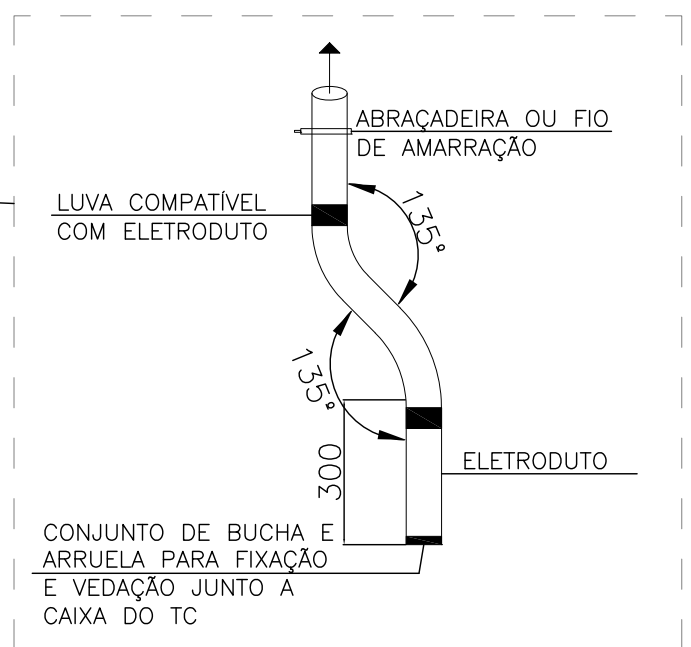 ABRAÇADEIRA OU FIO
DE AMARRAÇÃO
LUVA COMPATÍVEL
COM ELETRODUTO
135º
135º
300
ELETRODUTO
CONJUNTO DE BUCHA E
ARRUELA PARA FIXAÇÃO
E VEDAÇÃO JUNTO A
CAIXA DO TC